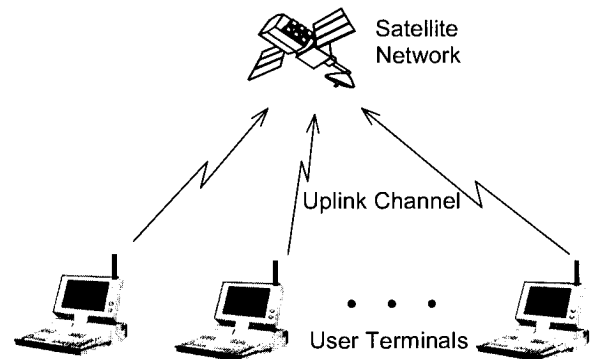 Satellite
Network
Uplink Channel
User Terminals